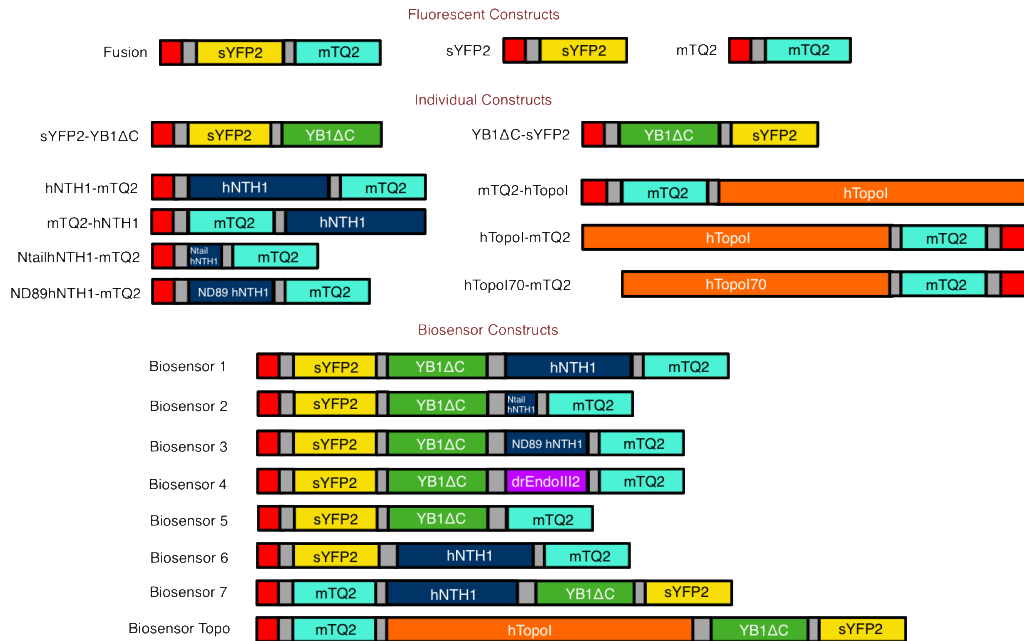 Fluorescent Constructs
Fusion sYFP2 mTQ2 sYFP2 sYFP2 mTQ2 mTQ2
Individual Constructs
sYFP2-YB1ΔC sYFP2 YB1ΔC YB1ΔC-sYFP2 YB1ΔC sYFP2
hNTH1-mTQ2 hNTH1 mTQ2 mTQ2-hTopoI mTQ2 hTopoI
mTQ2-hNTH1 mTQ2 hNTH1
hTopoI-mTQ2 hTopoI mTQ2
NtailhNTH1-mTQ2 Ntail hNTH1 mTQ2
hTopoI70-mTQ2 hTopoI70 mTQ2
ND89hNTH1-mTQ2 ND89 hNTH1 mTQ2
Biosensor Constructs
Biosensor 1 sYFP2 YB1ΔC hNTH1 mTQ2
Biosensor 2 sYFP2 YB1ΔC Ntail hNTH1 mTQ2
Biosensor 3 sYFP2 YB1ΔC ND89 hNTH1 mTQ2
Biosensor 4 sYFP2 YB1ΔC drEndoIII2 mTQ2
Biosensor 5 sYFP2 YB1ΔC mTQ2
Biosensor 6 sYFP2 hNTH1 mTQ2
Biosensor 7 mTQ2 hNTH1 YB1ΔC sYFP2
Biosensor Topo mTQ2 hTopoI YB1ΔC sYFP2